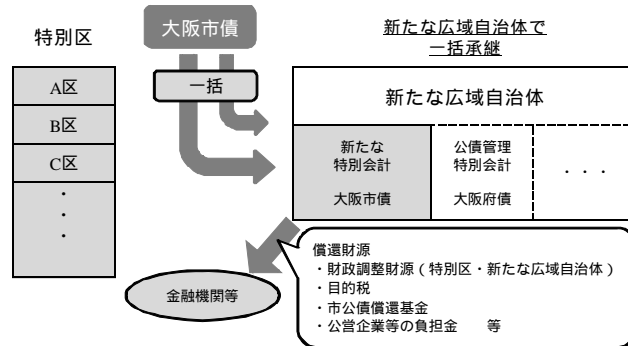 特別区
A区
B区
C区
・
・
・
大阪市債
一括
新たな広域自治体で
一括承継
新たな広域自治体
新たな
特別会計
大阪市債
公債管理
特別会計
大阪府債
・・・
金融機関等
償還財源
・財政調整財源（特別区・新たな広域自治体）
・目的税
・市公債償還基金
・公営企業等の負担金　等